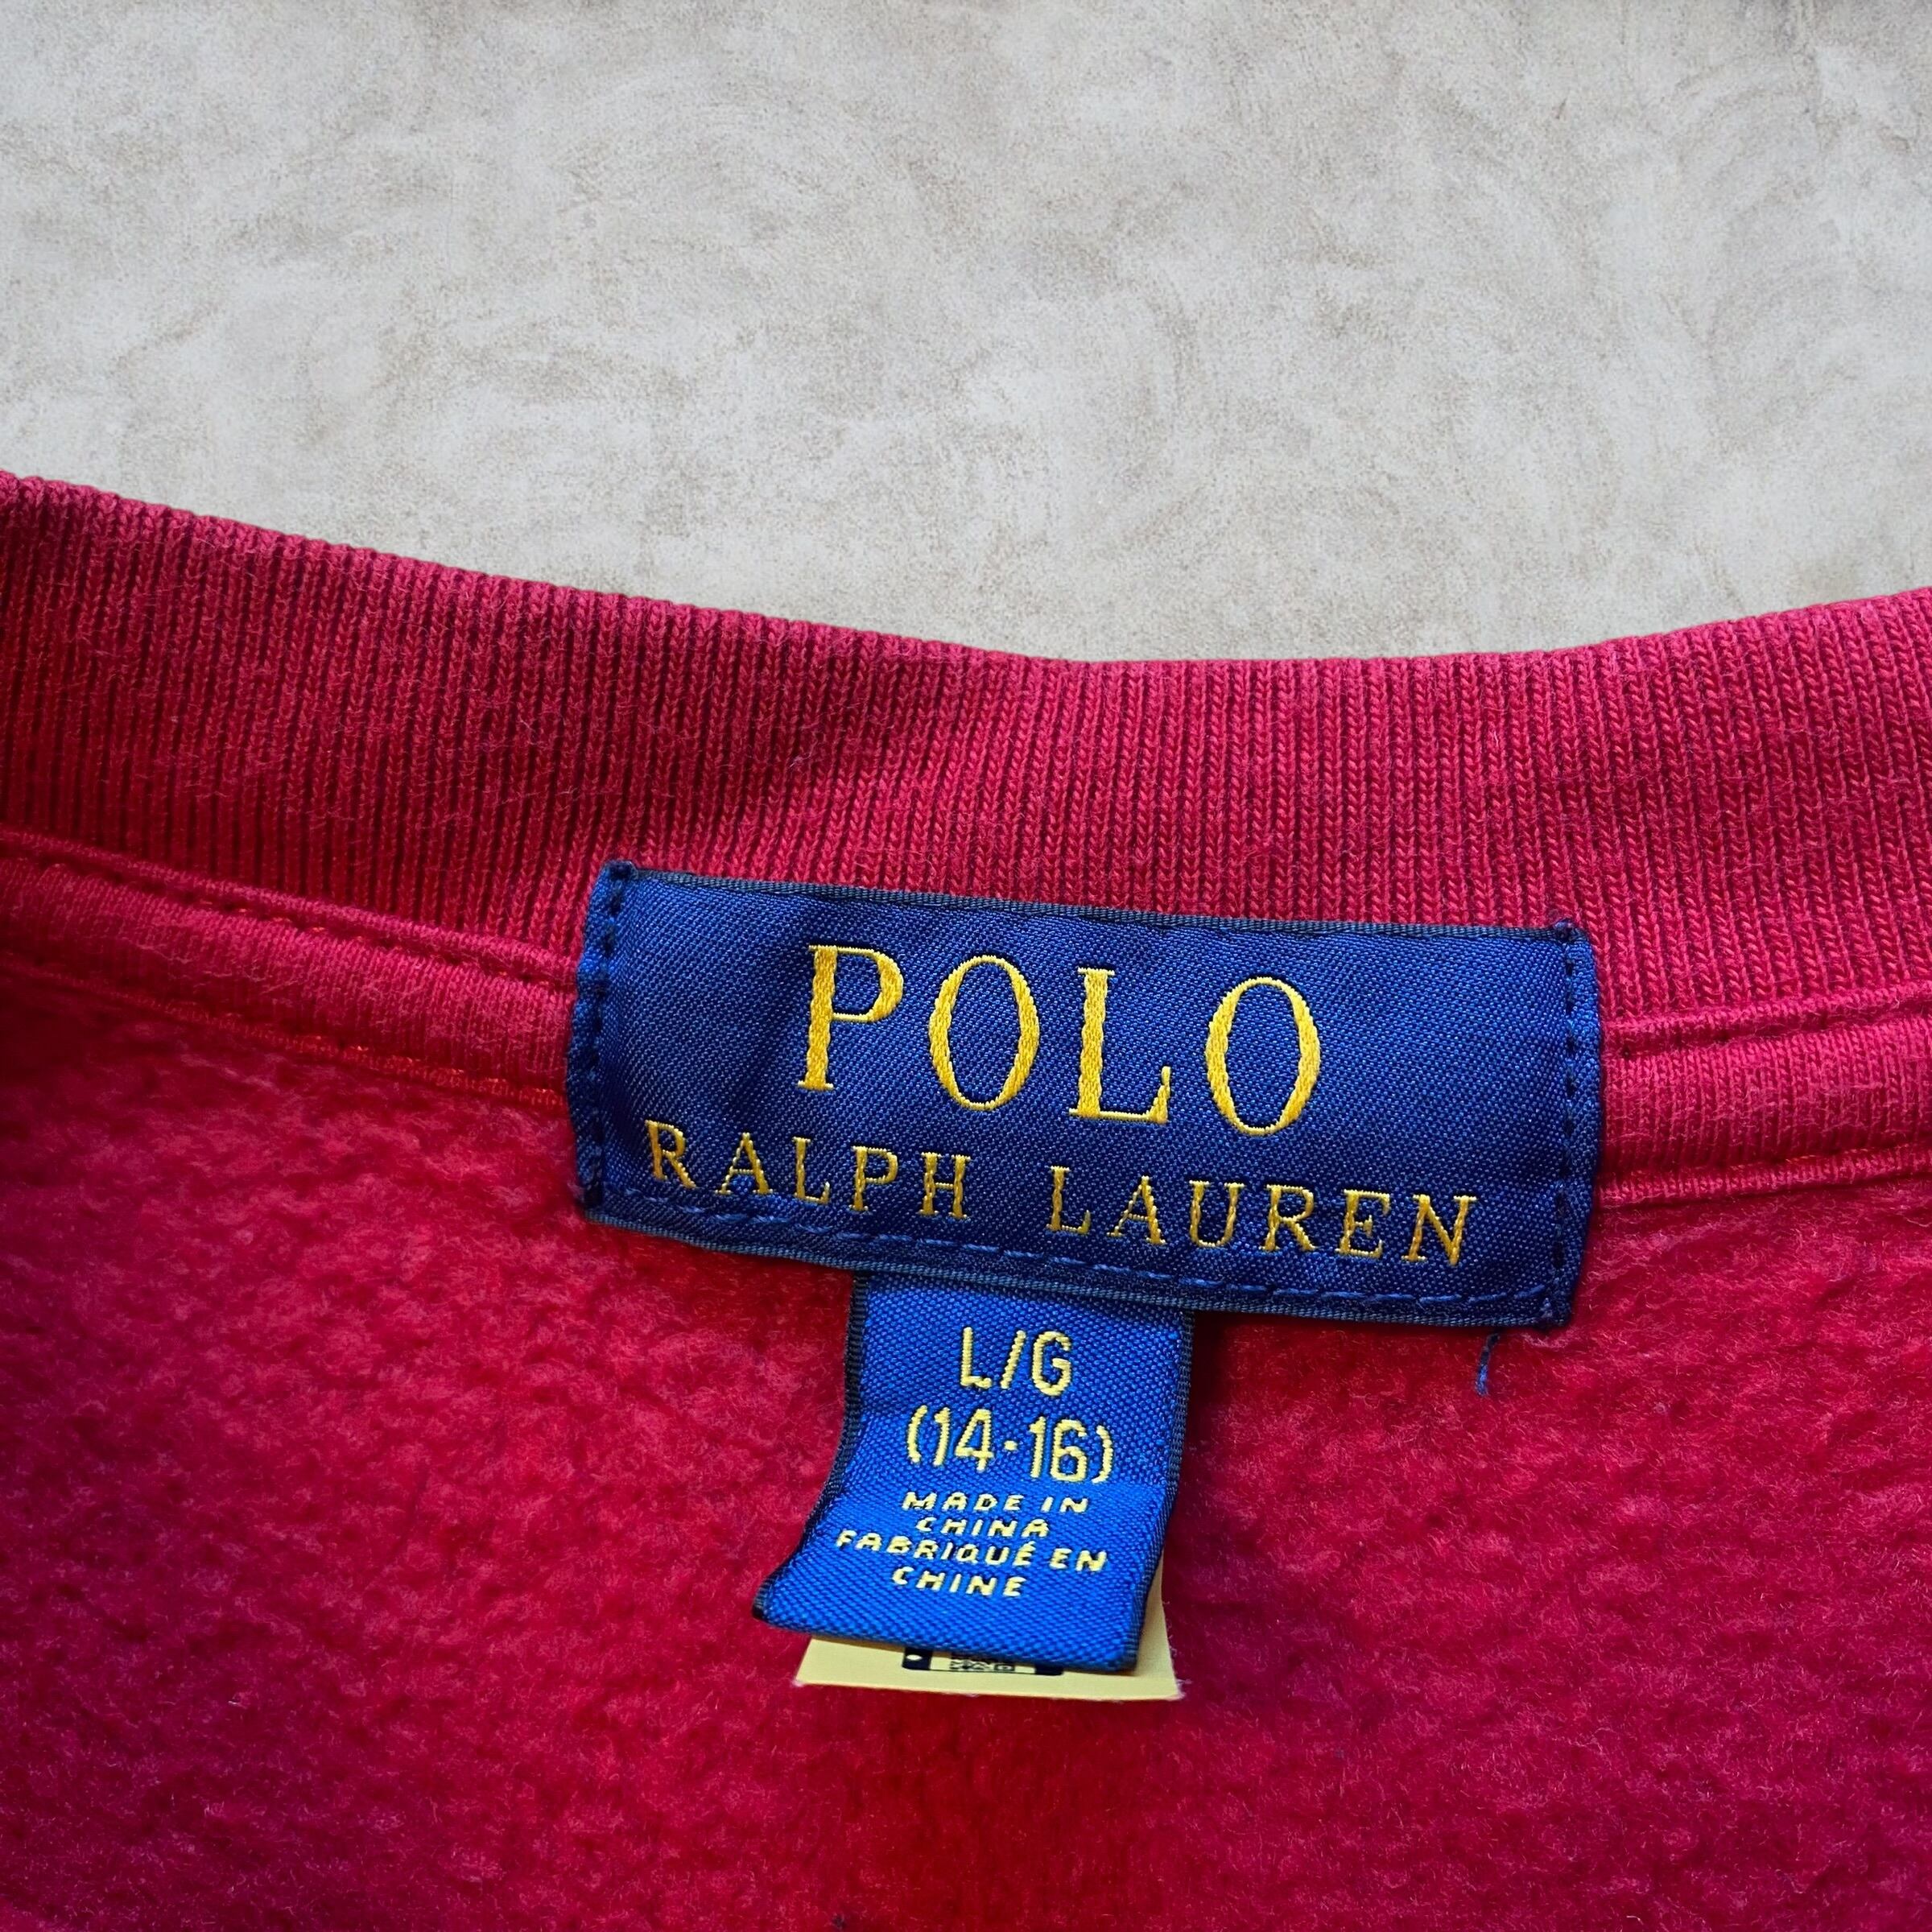 POLO
RALPH LAUREN
L/G
(14-16)
MADE IN
CHINA
FABRIQUÉ EN
CHINE